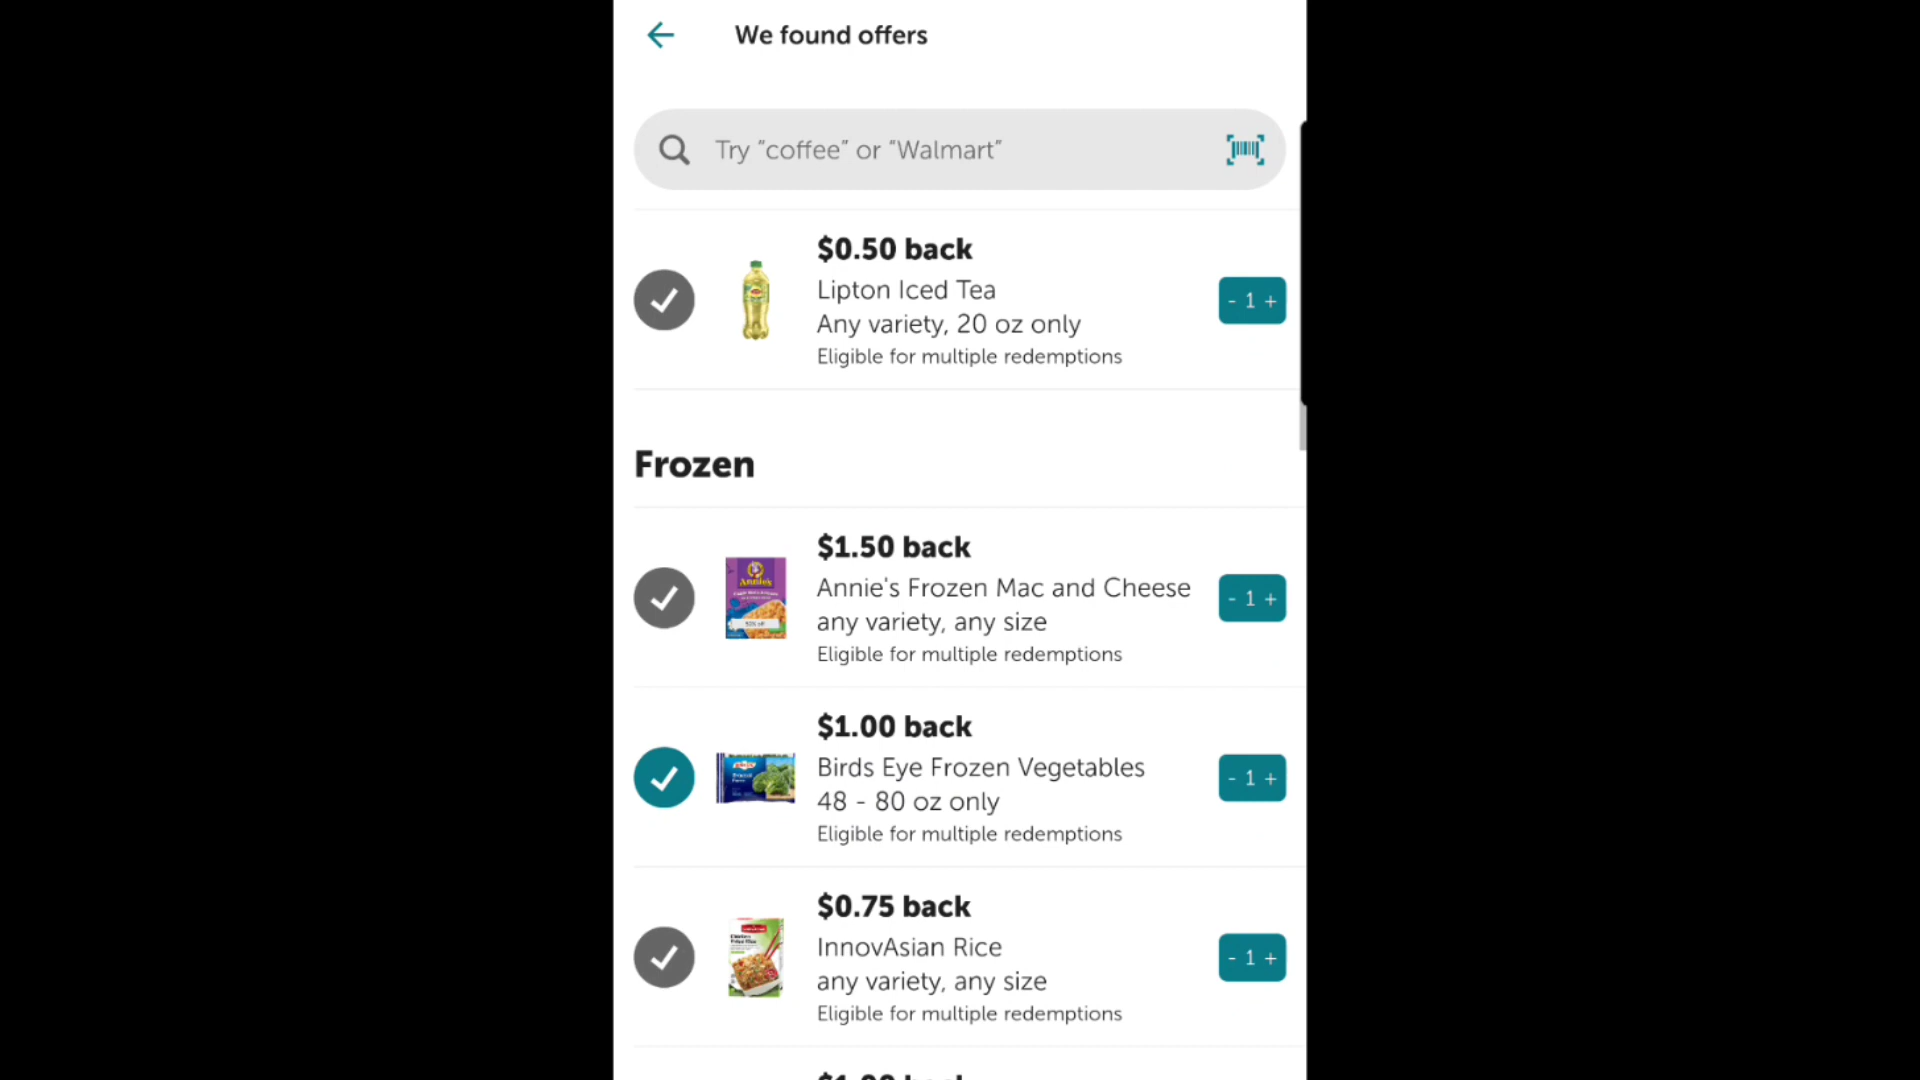 We found offers
Try “coffee” or “Walmart”
$0.50 back
Lipton Iced Tea
Any variety, 20 oz only
Eligible for multiple redemptions
- 1 +
Frozen
$1.50 back
Annie's Frozen Mac and Cheese
any variety, any size
Eligible for multiple redemptions
- 1 +
Annie's
$1.00 back
Birds Eye Frozen Vegetables
48 - 80 oz only
Eligible for multiple redemptions
- 1 +
$0.75 back
InnovAsian Rice
any variety, any size
Eligible for multiple redemptions
- 1 +